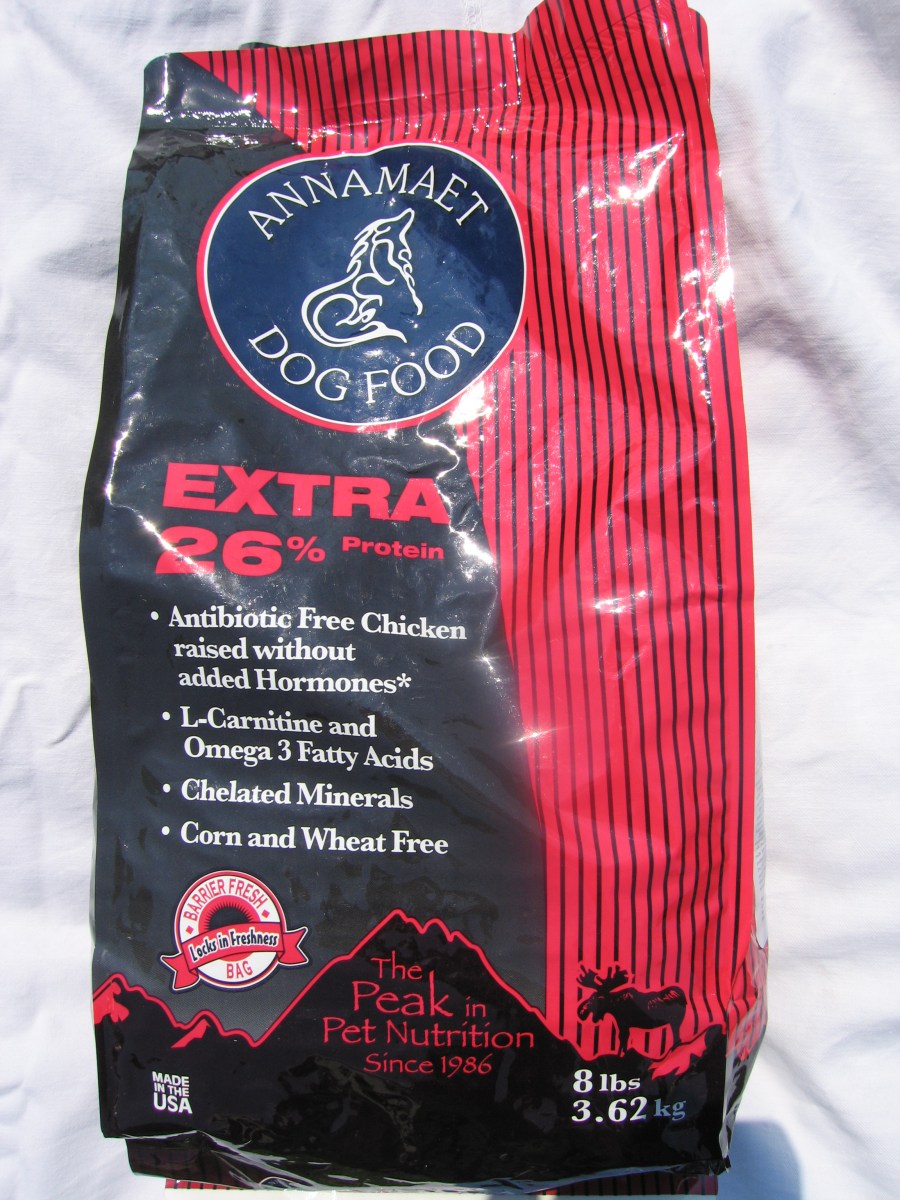 ANNAMAET
DOG FOOD
EXTRA
26% Protein
• Antibiotic Free Chicken
raised without
added Hormones*
• L-Carnitine and
Omega 3 Fatty Acids
• Chelated Minerals
• Corn and Wheat Free
BARRIER FRESH
Locks in Freshness
BAG
The
Peak in
Pet Nutrition
Since 1986
MADE
IN THE
USA
8 lbs
3.62 kg